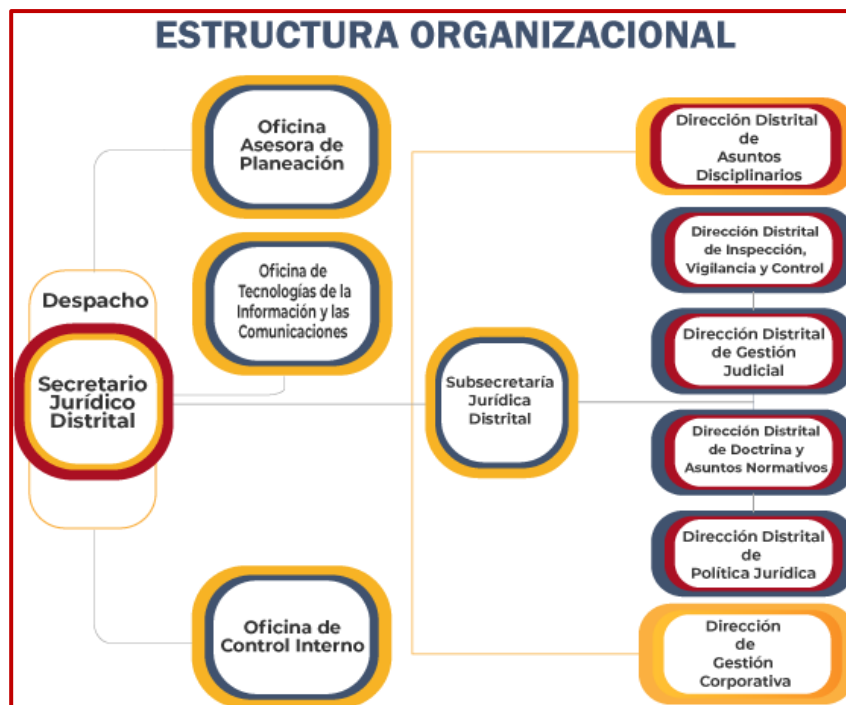 ESTRUCTURA ORGANIZACIONAL
Oficina
Asesora de
Planeación
Oficina de
Tecnologías de la
Información y las
Comunicaciones
Despacho
Secretario
Jurídico
Distrital
Oficina de
Control Interno
Subsecretaría
Jurídica
Distrital
Dirección Distrital
de
Asuntos
Disciplinarios
Dirección Distrital
de Inspección,
Vigilancia y Control
Dirección Distrital
de Gestión
Judicial
Dirección Distrital
de Doctrina y
Asuntos Normativos
Dirección Distrital
de
Política Jurídica
Dirección
de
Gestión
Corporativa